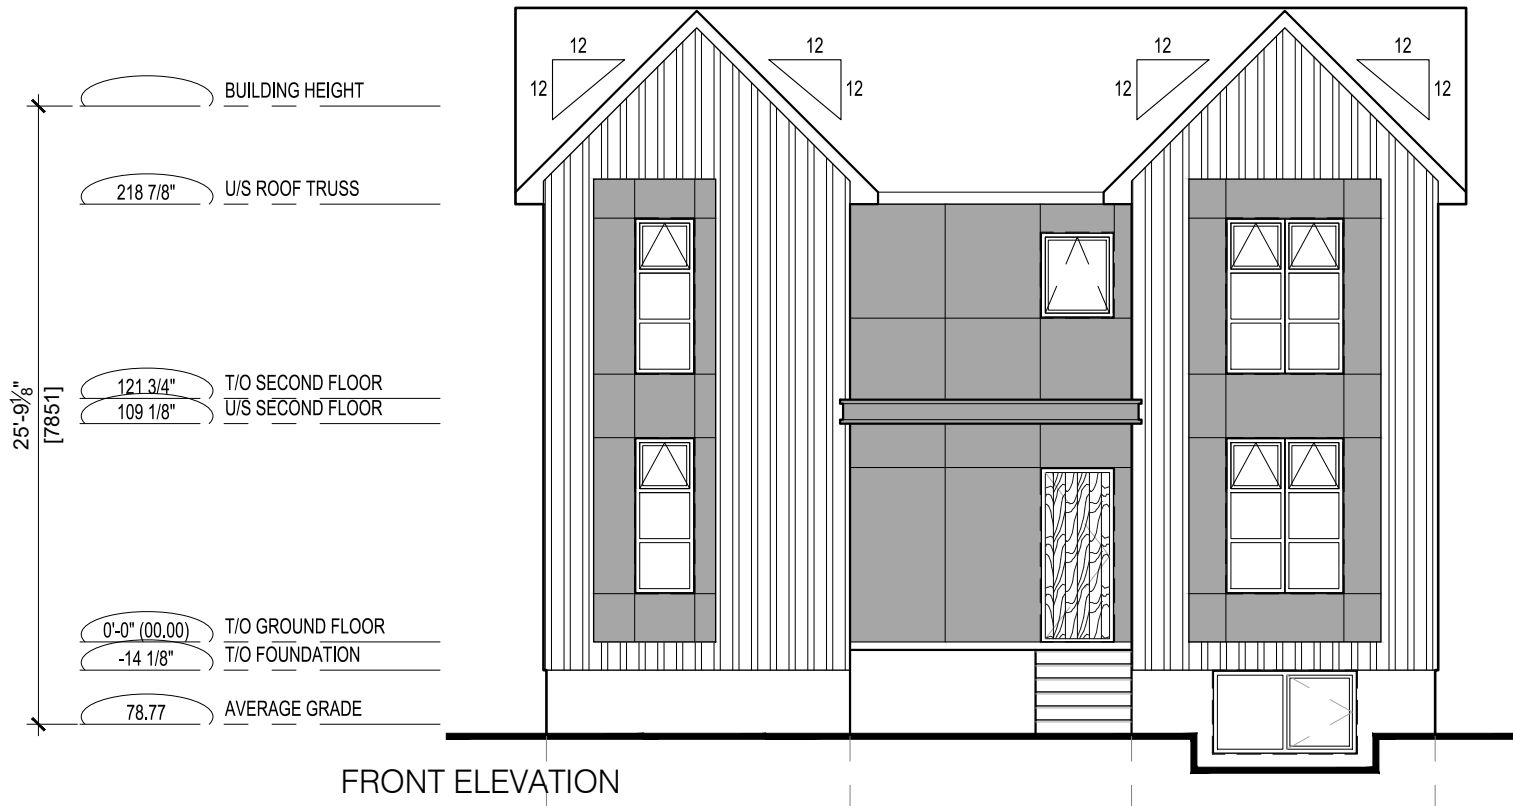 12
12
12
12
12
12
12
12
BUILDING HEIGHT
218 7/8" U/S ROOF TRUSS
121 3/4" T/O SECOND FLOOR
109 1/8" U/S SECOND FLOOR
25'-9⅛"
[7851]
0'-0" (00.00) T/O GROUND FLOOR
-14 1/8" T/O FOUNDATION
78.77 AVERAGE GRADE
FRONT ELEVATION